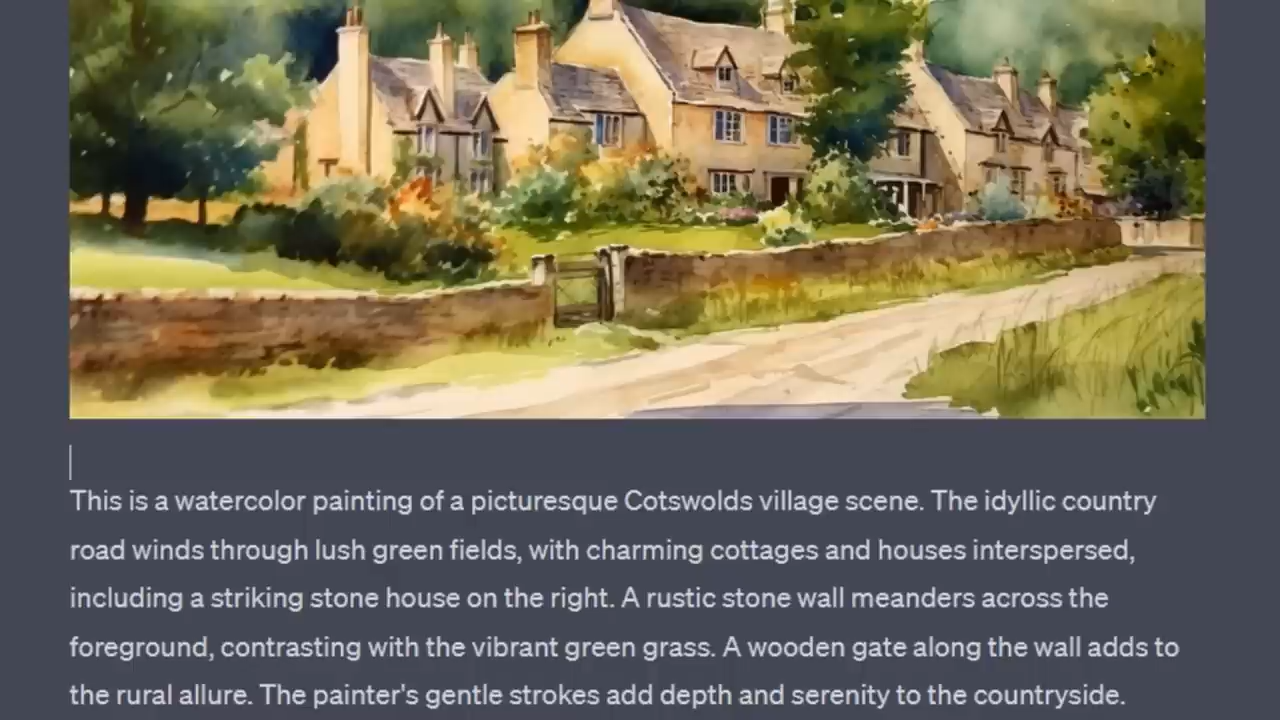 This is a watercolor painting of a picturesque Cotswolds village scene. The idyllic country
road winds through lush green fields, with charming cottages and houses interspersed,
including a striking stone house on the right. A rustic stone wall meanders across the
foreground, contrasting with the vibrant green grass. A wooden gate along the wall adds to
the rural allure. The painter's gentle strokes add depth and serenity to the countryside.